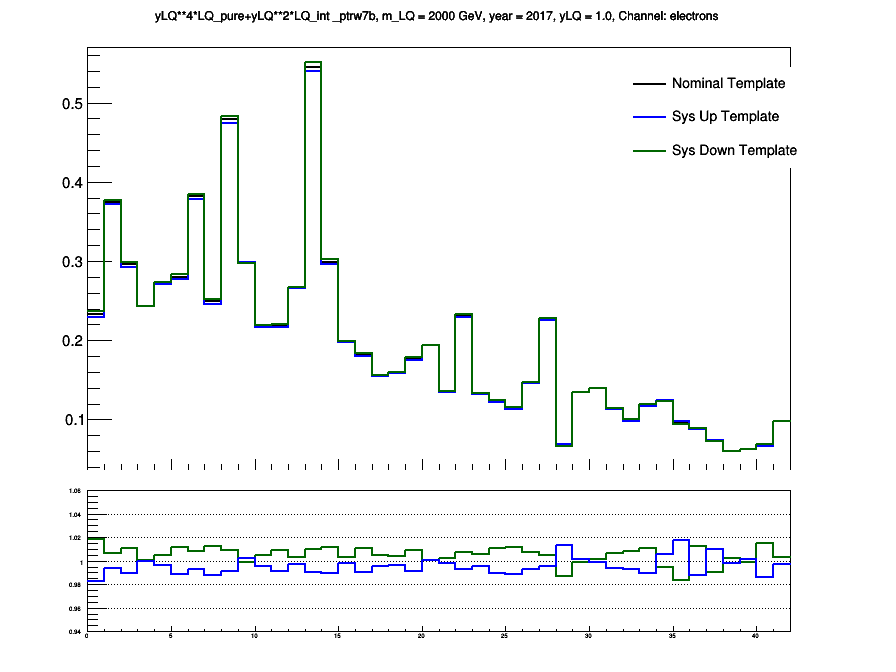 yLQ**4*LQ_pure+yLQ**2*LQ_int _ptrw7b, m_LQ = 2000 GeV, year = 2017, yLQ = 1.0, Channel: electrons
Nominal Template
Sys Up Template
Sys Down Template
0.5
0.4
0.3
0.2
0.1
1.06
1.04
1.02
1
0.98
0.96
0.94
0 5 10 15 20 25 30 35 40